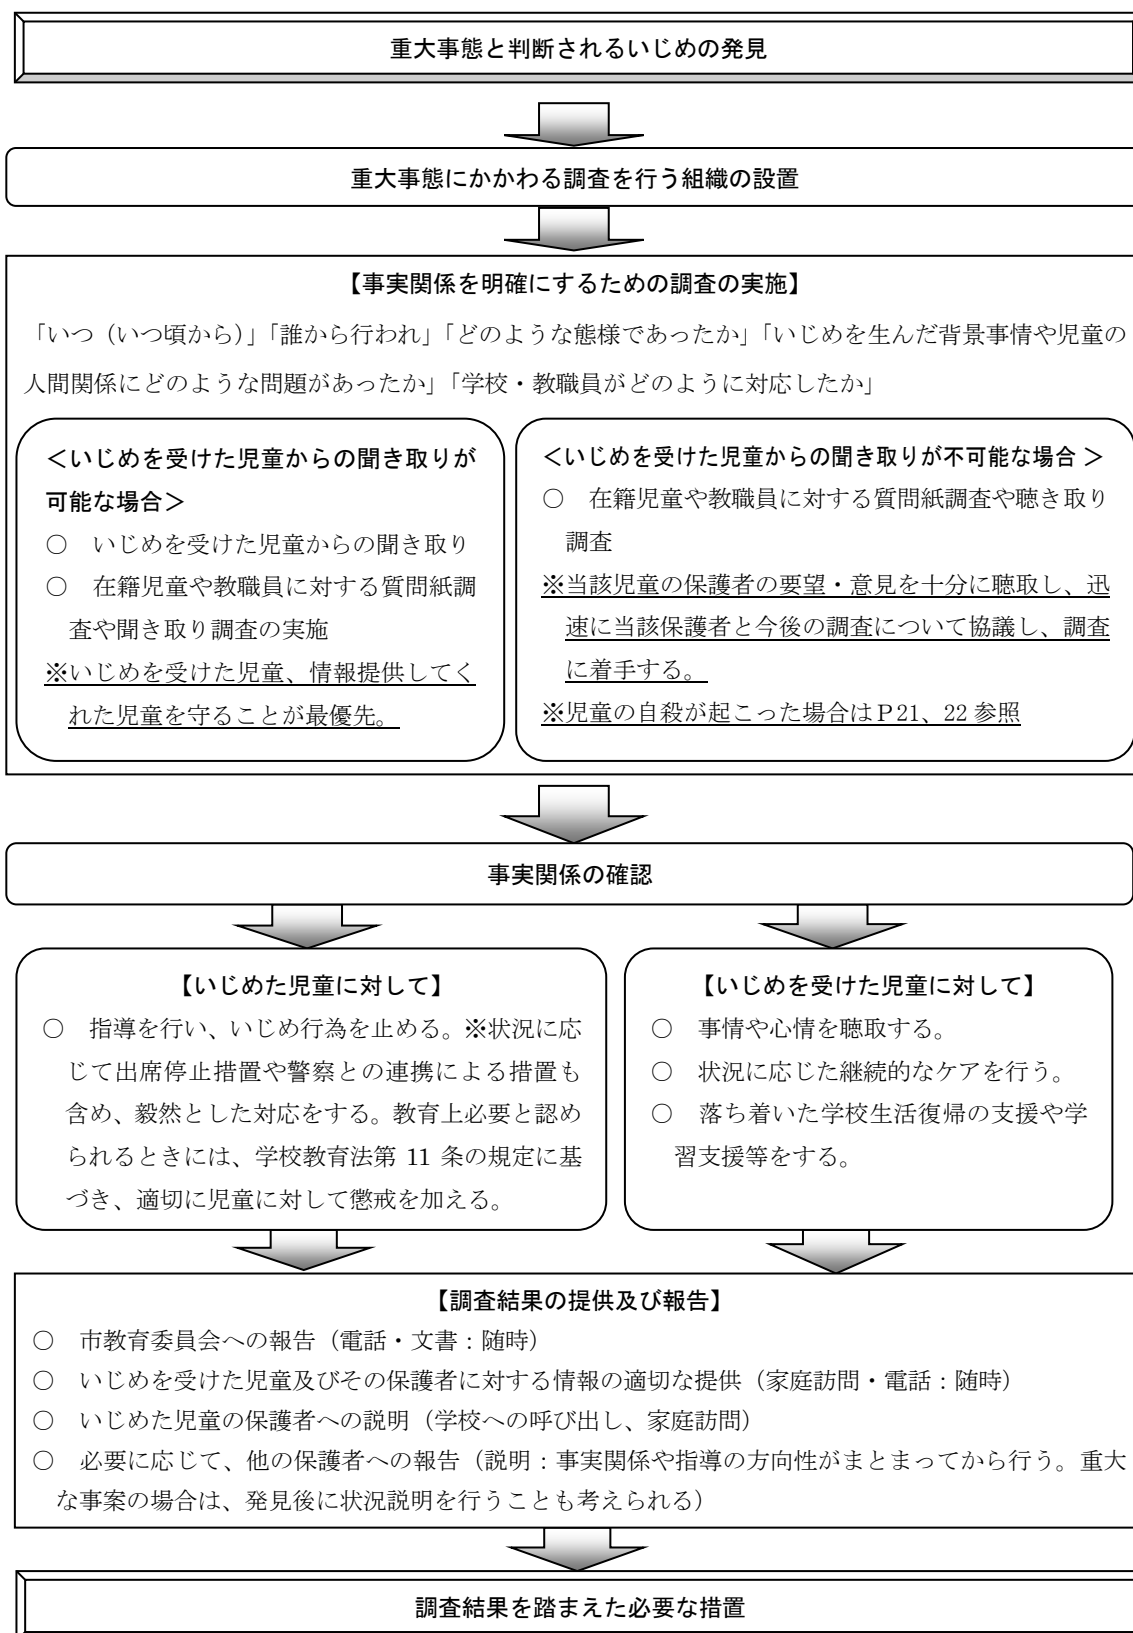 重大事態と判断されるいじめの発見
重大事態にかかわる調査を行う組織の設置
【事実関係を明確にするための調査の実施】
「いつ（いつ頃から）」「誰から行われ」「どのような態様であったか」「いじめを生んだ背景事情や児童の
人間関係にどのような問題があったか」「学校・教職員がどのように対応したか」
＜いじめを受けた児童からの聞き取りが
可能な場合＞
○　いじめを受けた児童からの聞き取り
○　在籍児童や教職員に対する質問紙調
査や聞き取り調査の実施
※いじめを受けた児童、情報提供してく
れた児童を守ることが最優先。
＜いじめを受けた児童からの聞き取りが不可能な場合 ＞
○　在籍児童や教職員に対する質問紙調査や聴き取り
調査
※当該児童の保護者の要望・意見を十分に聴取し、迅
速に当該保護者と今後の調査について協議し、調査
に着手する。
※児童の自殺が起こった場合はＰ21、22 参照
事実関係の確認
【いじめた児童に対して】
○　指導を行い、いじめ行為を止める。※状況に応
じて出席停止措置や警察との連携による措置も
含め、毅然とした対応をする。教育上必要と認め
られるときには、学校教育法第 11 条の規定に基
づき、適切に児童に対して懲戒を加える。
【いじめを受けた児童に対して】
○　事情や心情を聴取する。
○　状況に応じた継続的なケアを行う。
○　落ち着いた学校生活復帰の支援や学
習支援等をする。
【調査結果の提供及び報告】
○　市教育委員会への報告（電話・文書：随時）
○　いじめを受けた児童及びその保護者に対する情報の適切な提供（家庭訪問・電話：随時）
○　いじめた児童の保護者への説明（学校への呼び出し、家庭訪問）
○　必要に応じて、他の保護者への報告（説明：事実関係や指導の方向性がまとまってから行う。重大
な事案の場合は、発見後に状況説明を行うことも考えられる）
調査結果を踏まえた必要な措置